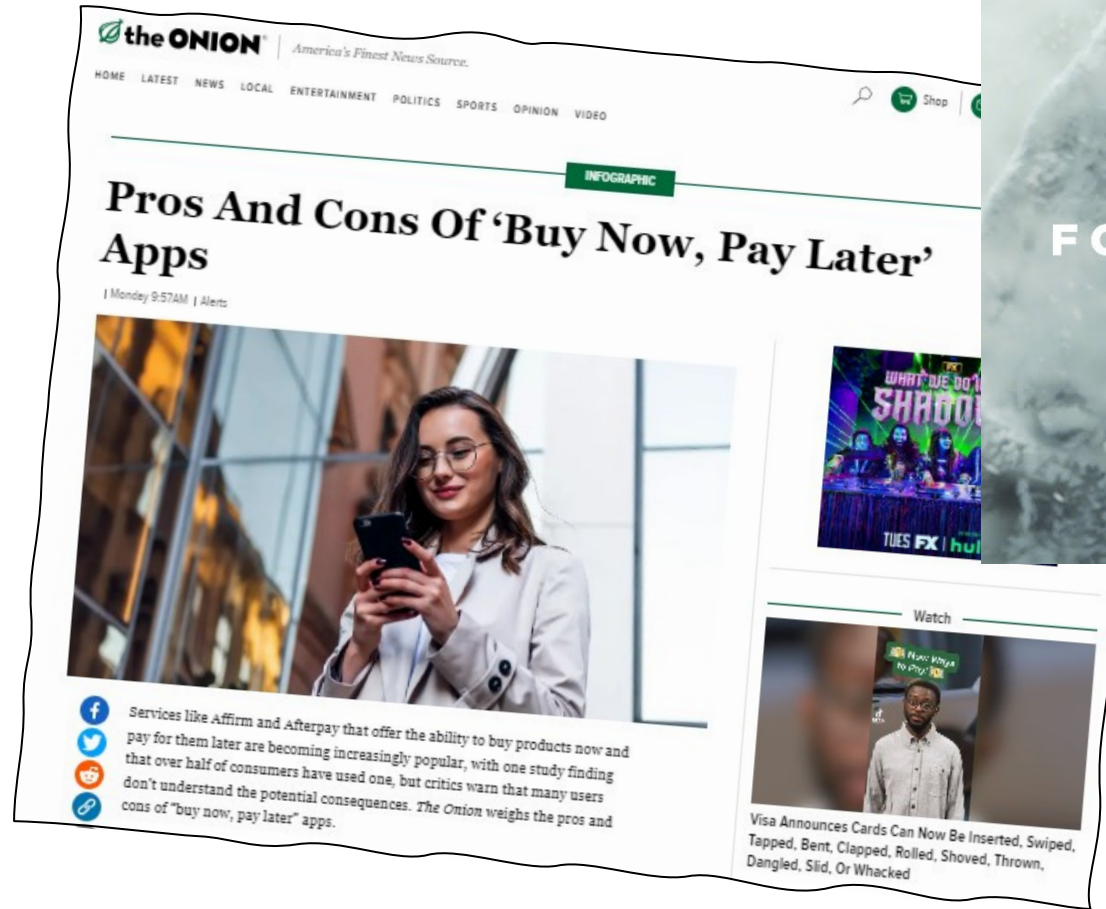 the ONION
America's Finest News Source.
HOME LATEST NEWS LOCAL ENTERTAINMENT POLITICS SPORTS OPINION VIDEO
Shop
INFOGRAPHIC
Pros And Cons Of ‘Buy Now, Pay Later’
Apps
| Monday 9:57AM | Alerts
WHAT WE DO
TUES FX | hul
Services like Affirm and Afterpay that offer the ability to buy products now and
pay for them later are becoming increasingly popular, with one study finding
that over half of consumers have used one, but critics warn that many users
don't understand the potential consequences. The Onion weighs the pros and
cons of "buy now, pay later" apps.
Watch
New Ways
to Pay!
Visa Announces Cards Can Now Be Inserted, Swiped,
Tapped, Bent, Clapped, Rolled, Shoved, Thrown,
Dangled, Slid, Or Whacked